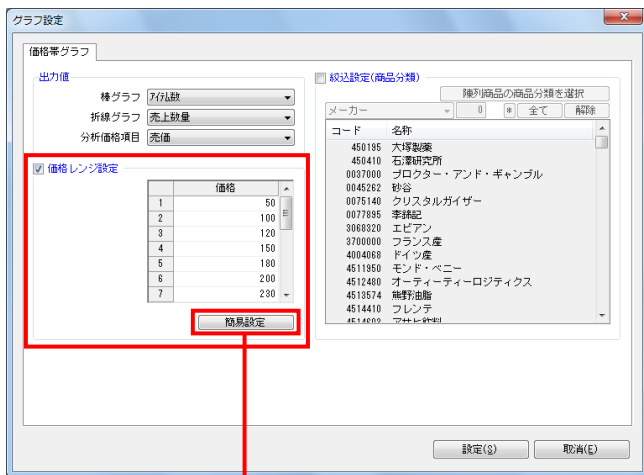 グラフ設定
価格帯グラフ
出力値
棒グラフ ｱｲﾃﾑ数
折線グラフ 売上数量
分析価格項目 売価
価格レンジ設定
価格
1 50
2 100
3 120
4 150
5 180
6 200
7 230
簡易設定
絞込設定(商品分類)
陳列商品の商品分類を選択
メーカー 0 * 全て 解除
コード 名称
450195 大塚製薬
450410 石澤研究所
0037000 プロクター・アンド・ギャンブル
0045262 砂谷
0075140 クリスタルガイザー
0077895 李錦記
3068320 エビアン
3700000 フランス産
4004068 ドイツ産
4511950 モンド・ベニー
4512480 オーティーティーロジティクス
4513574 熊野油脂
4514410 フレンテ
4514603 アサヒ飲料
設定(S) 取消(E)